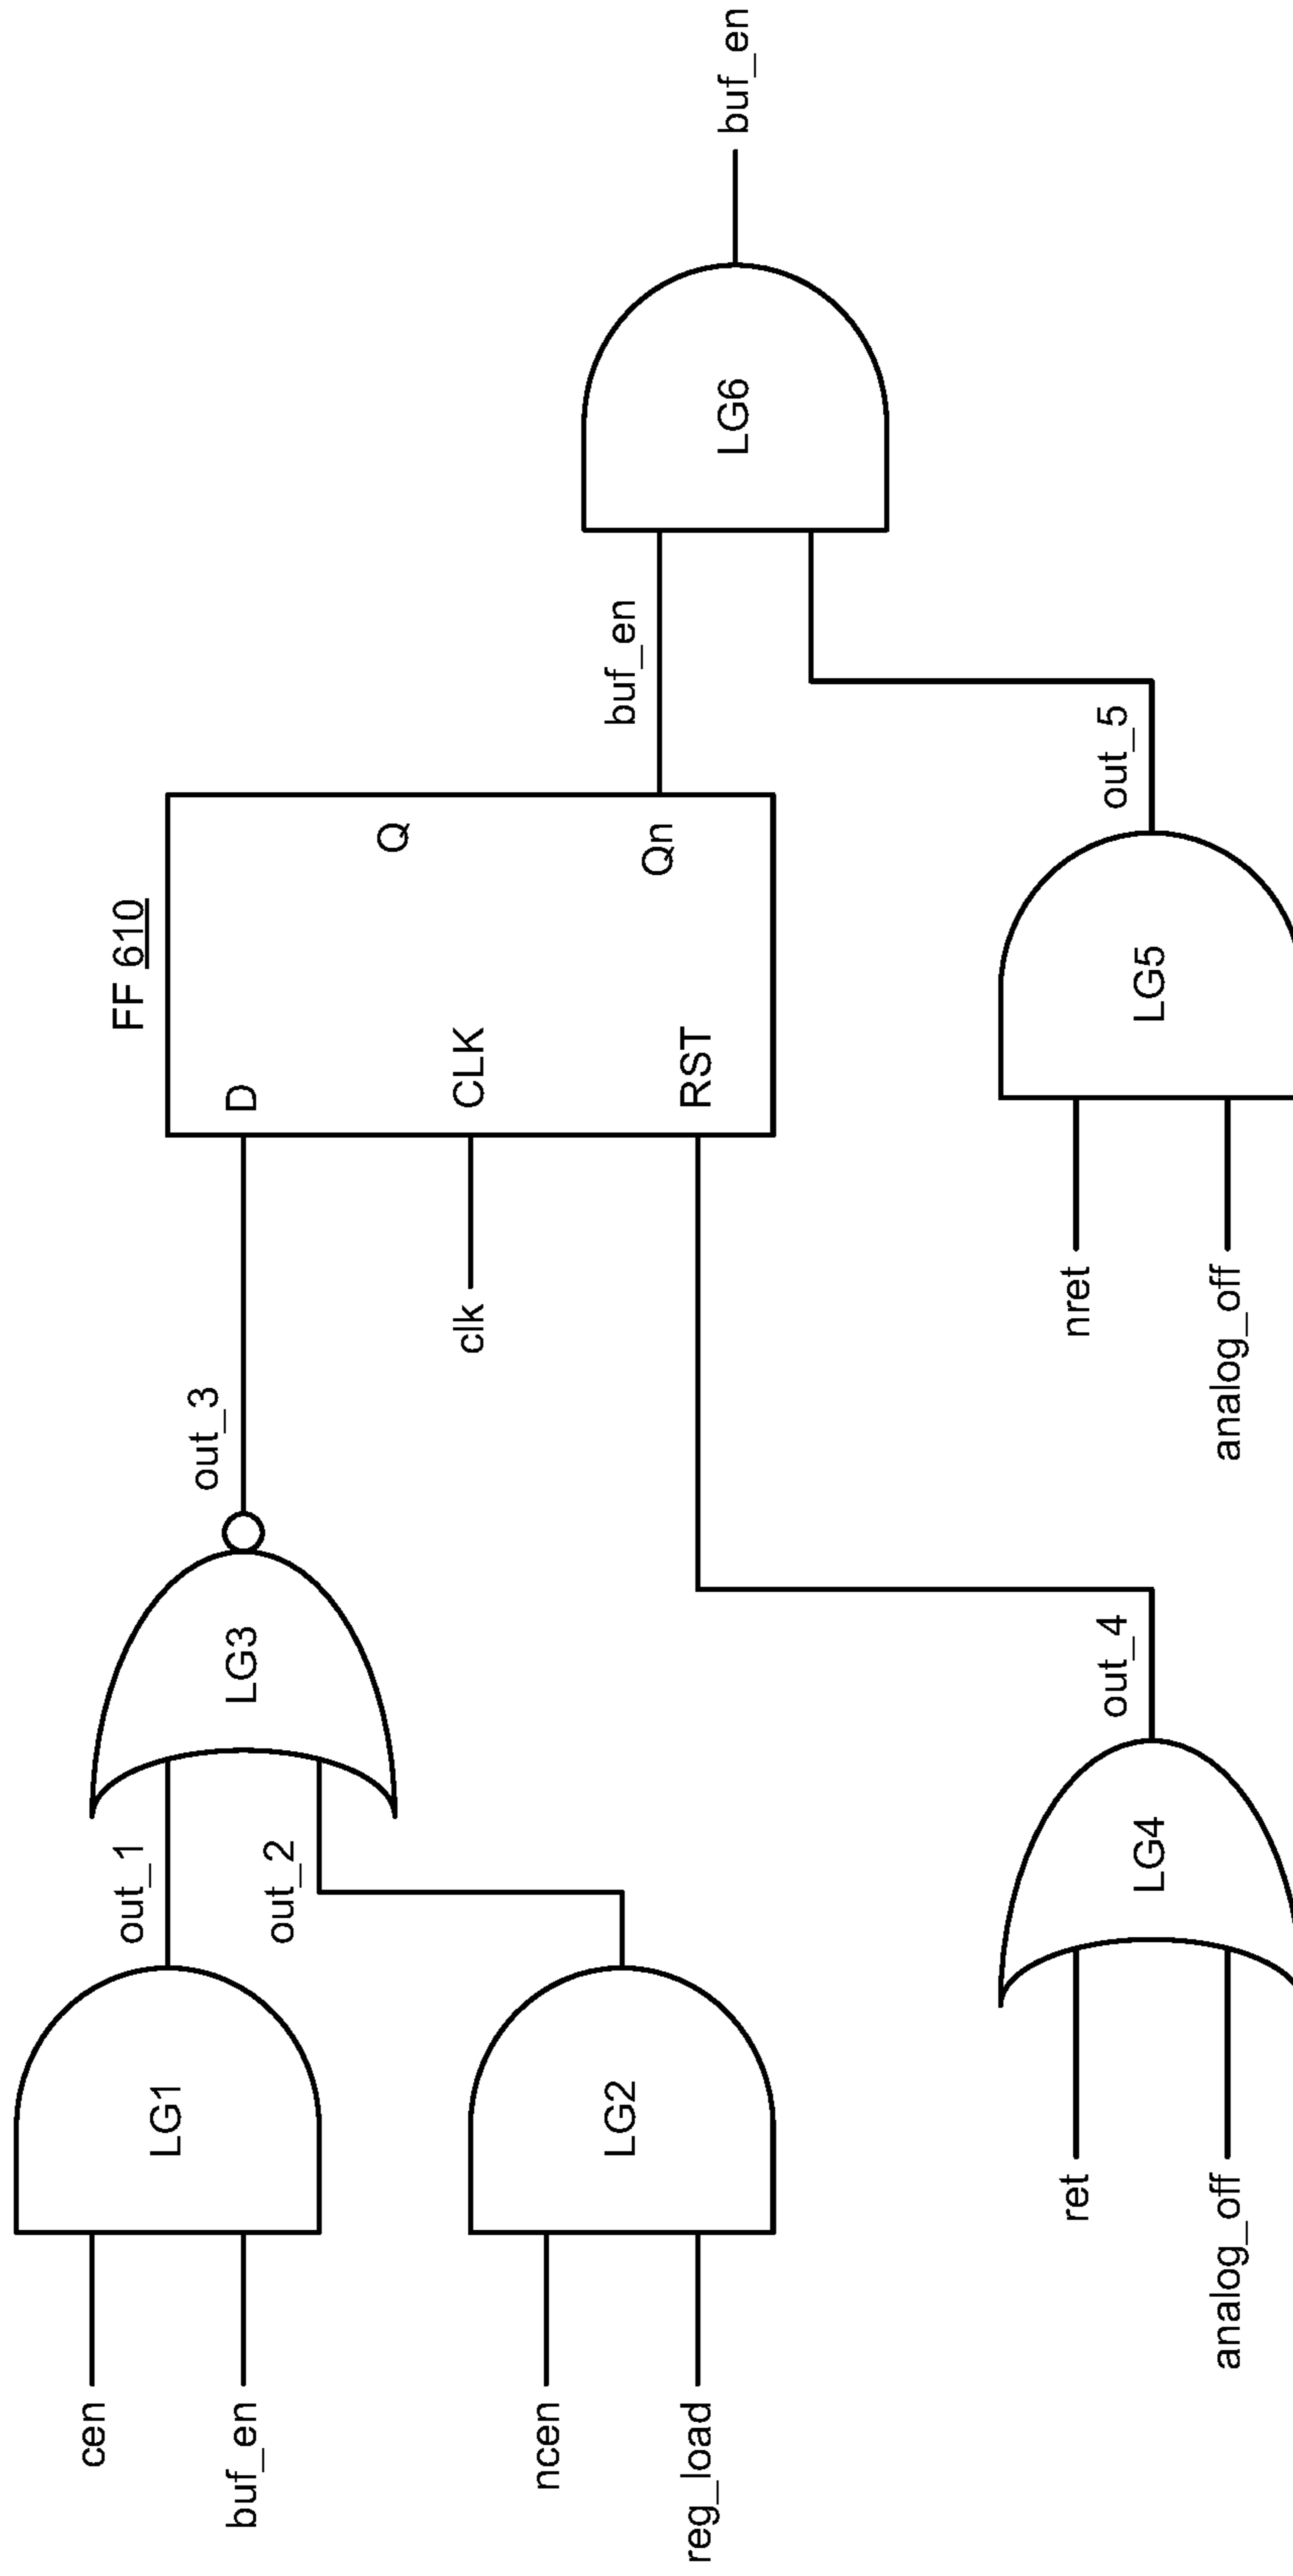 cen
buf_en
LG1
out_1
ncen
reg_load
LG2
out_2
LG3
out_3
FF 610
D
CLK
RST
Q
Qn
clk
buf_en
LG6
buf_en
ret
analog_off
LG4
out_4
nret
analog_off
LG5
out_5